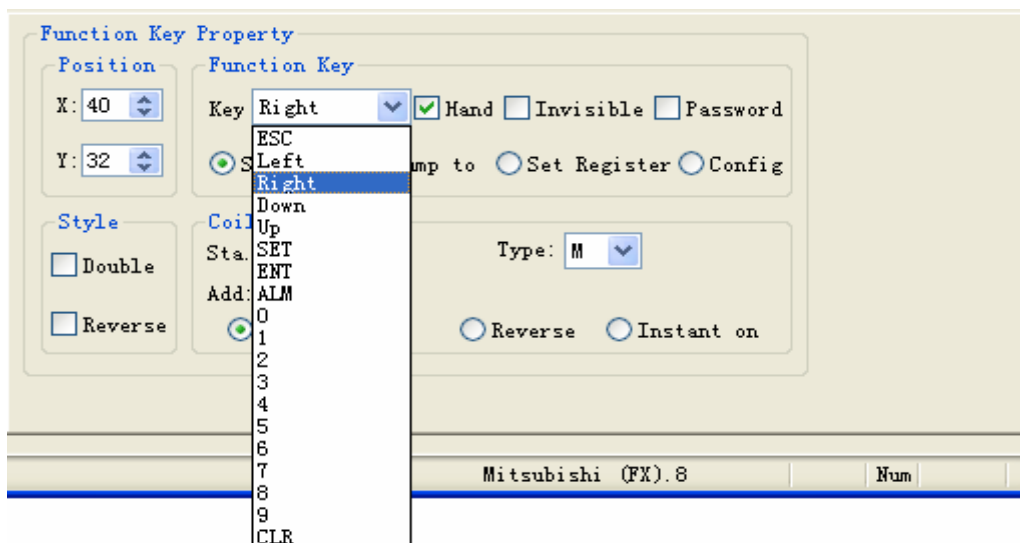 Function Key Property
Position
Function Key
X: 40
Key Right
Hand
Invisible
Password
Y: 32
Set Register
Config
ESC
Left
Right
Down
Up
SET
ENT
ALM
0
1
2
3
4
5
6
7
8
9
CLR
Style
Double
Reverse
Sta.
Type: M
Add:
Reverse
Instant on
Mitsubishi (FX).8
Num